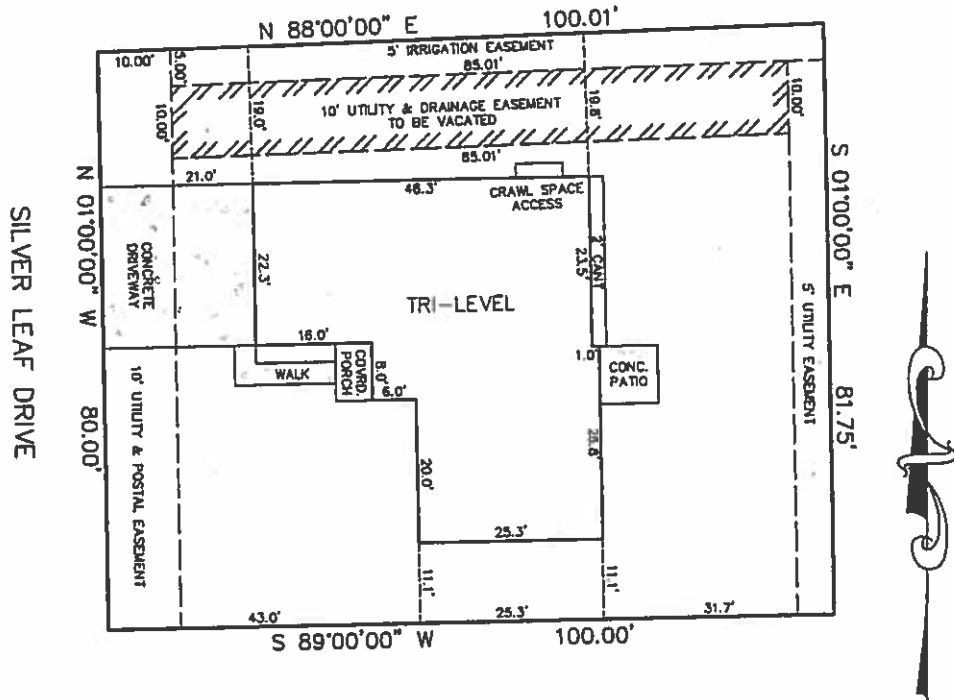 N 88°00'00" E 100.01'
5' IRRIGATION EASEMENT
10.00'
5.00'
85.01'
10.00'
19.0'
10' UTILITY & DRAINAGE EASEMENT
TO BE VACATED
19.8'
10.00'
85.01'
21.0'
46.3'
CRAWL SPACE
ACCESS
N 01°00'00" W 80.00'
S 01°00'00" E 81.75'
SILVER LEAF DRIVE
CONCRETE
DRIVEWAY
22.3'
TRI-LEVEL
2' CANT
23.5'
5' UTILITY EASEMENT
16.0'
WALK
COVRD.
PORCH
8.0'
6.0'
1.0'
CONC.
PATIO
10' UTILITY & POSTAL EASEMENT
20.0'
28.8'
25.3'
11.1'
11.1'
43.0'
25.3'
31.7'
S 89°00'00" W 100.00'